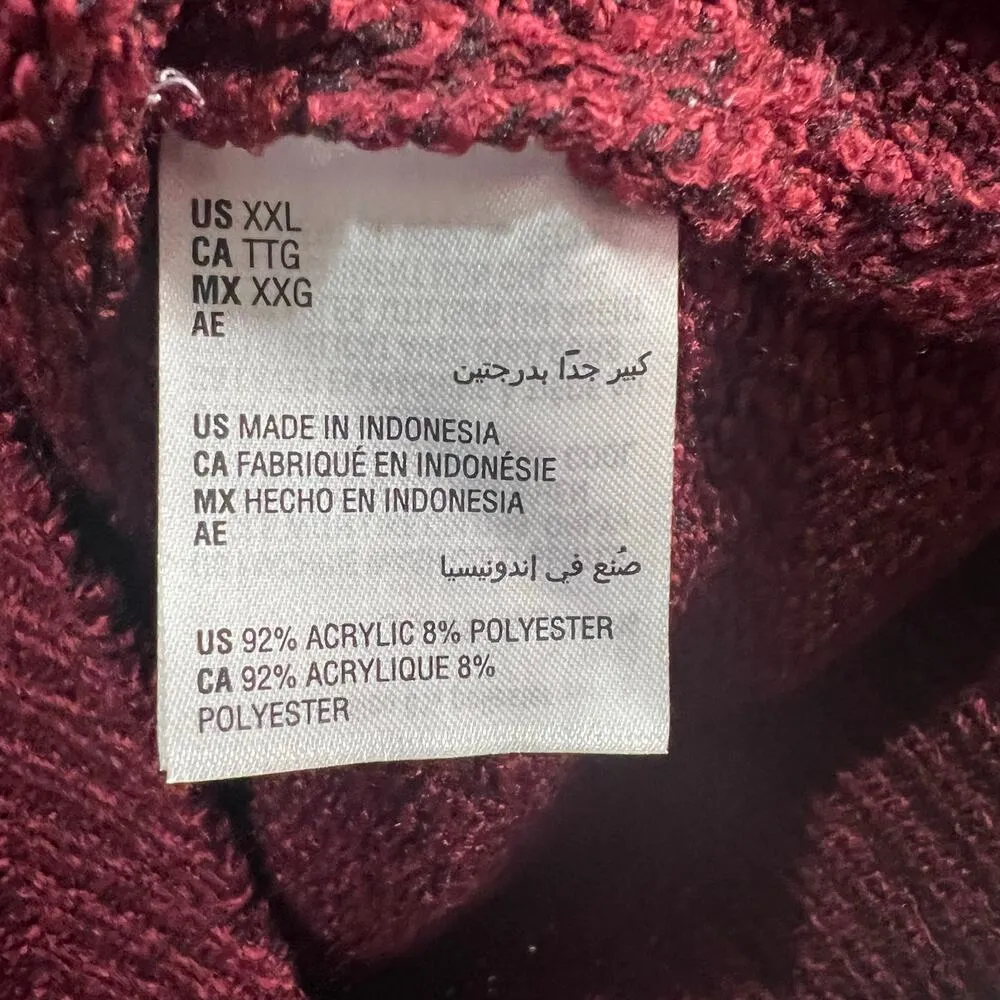 US XXL
CA TTG
MX XXG
AE
كبير جدًا بدرجتين
US MADE IN INDONESIA
CA FABRIQUÉ EN INDONÉSIE
MX HECHO EN INDONESIA
AE
صُنع في إندونيسيا
US 92% ACRYLIC 8% POLYESTER
CA 92% ACRYLIQUE 8%
POLYESTER